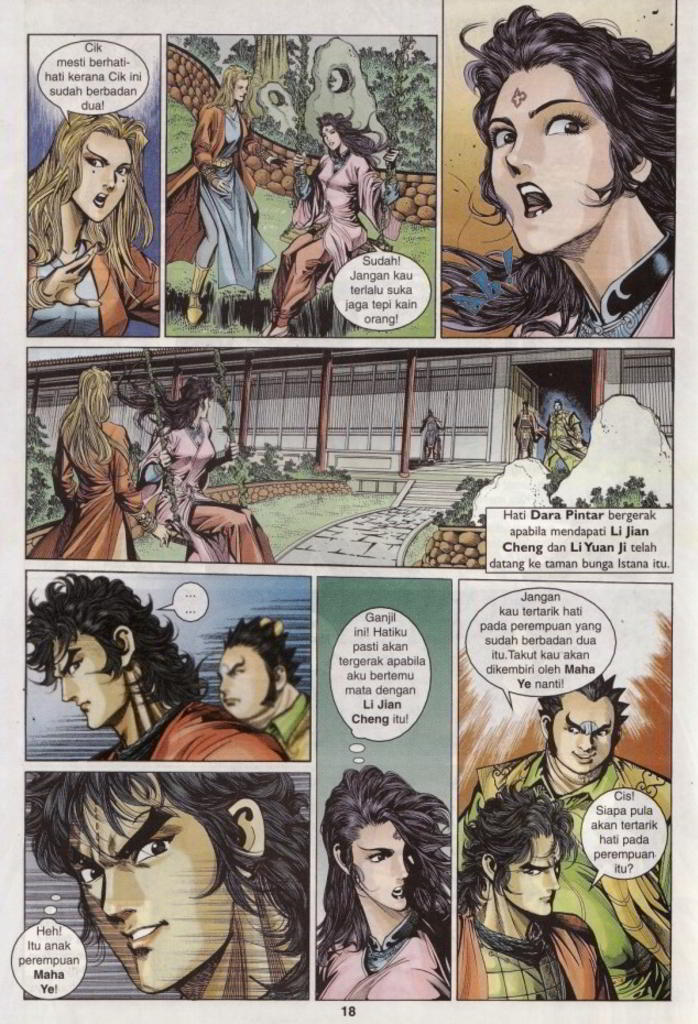 Cik
mesti berhati-
hati kerana Cik ini
sudah berbadan
dua!
Sudah!
Jangan kau
terlalu suka
jaga tepi kain
orang!
Hati Dara Pintar bergerak
apabila mendapati Li Jian
Cheng dan Li Yuan Ji telah
datang ke taman bunga Istana itu.
...
...
Heh!
Itu anak
perempuan
Maha
Ye!
Ganjil
ini! Hatiku
pasti akan
tergerak apabila
aku bertemu
mata dengan
Li Jian
Cheng itu!
Jangan
kau tertarik hati
pada perempuan yang
sudah berbadan dua
itu.Takut kau akan
dikembiri oleh Maha
Ye nanti!
Cis!
Siapa pula
akan tertarik
hati pada
perempuan
itu?
18